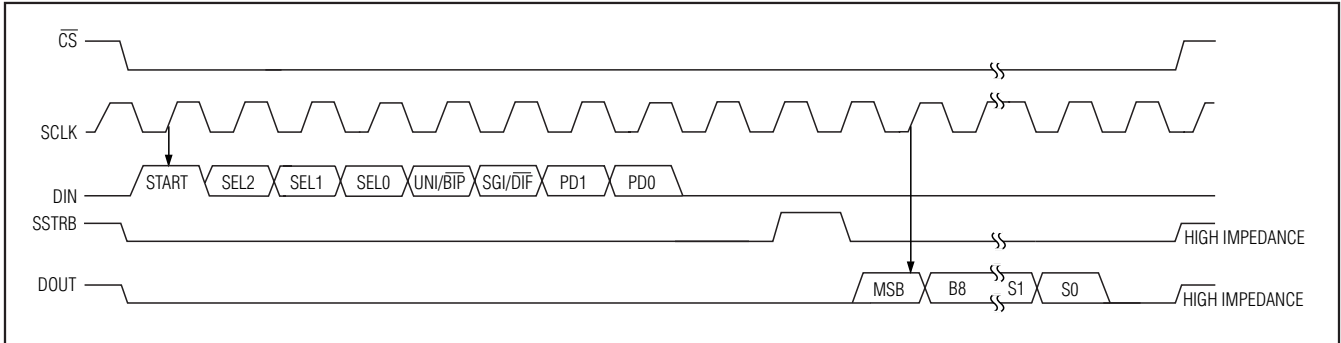 CS
SCLK
DIN START SEL2 SEL1 SEL0 UNI/BIP SGI/DIF PD1 PD0
SSTRB HIGH IMPEDANCE
DOUT MSB B8 S1 S0 HIGH IMPEDANCE